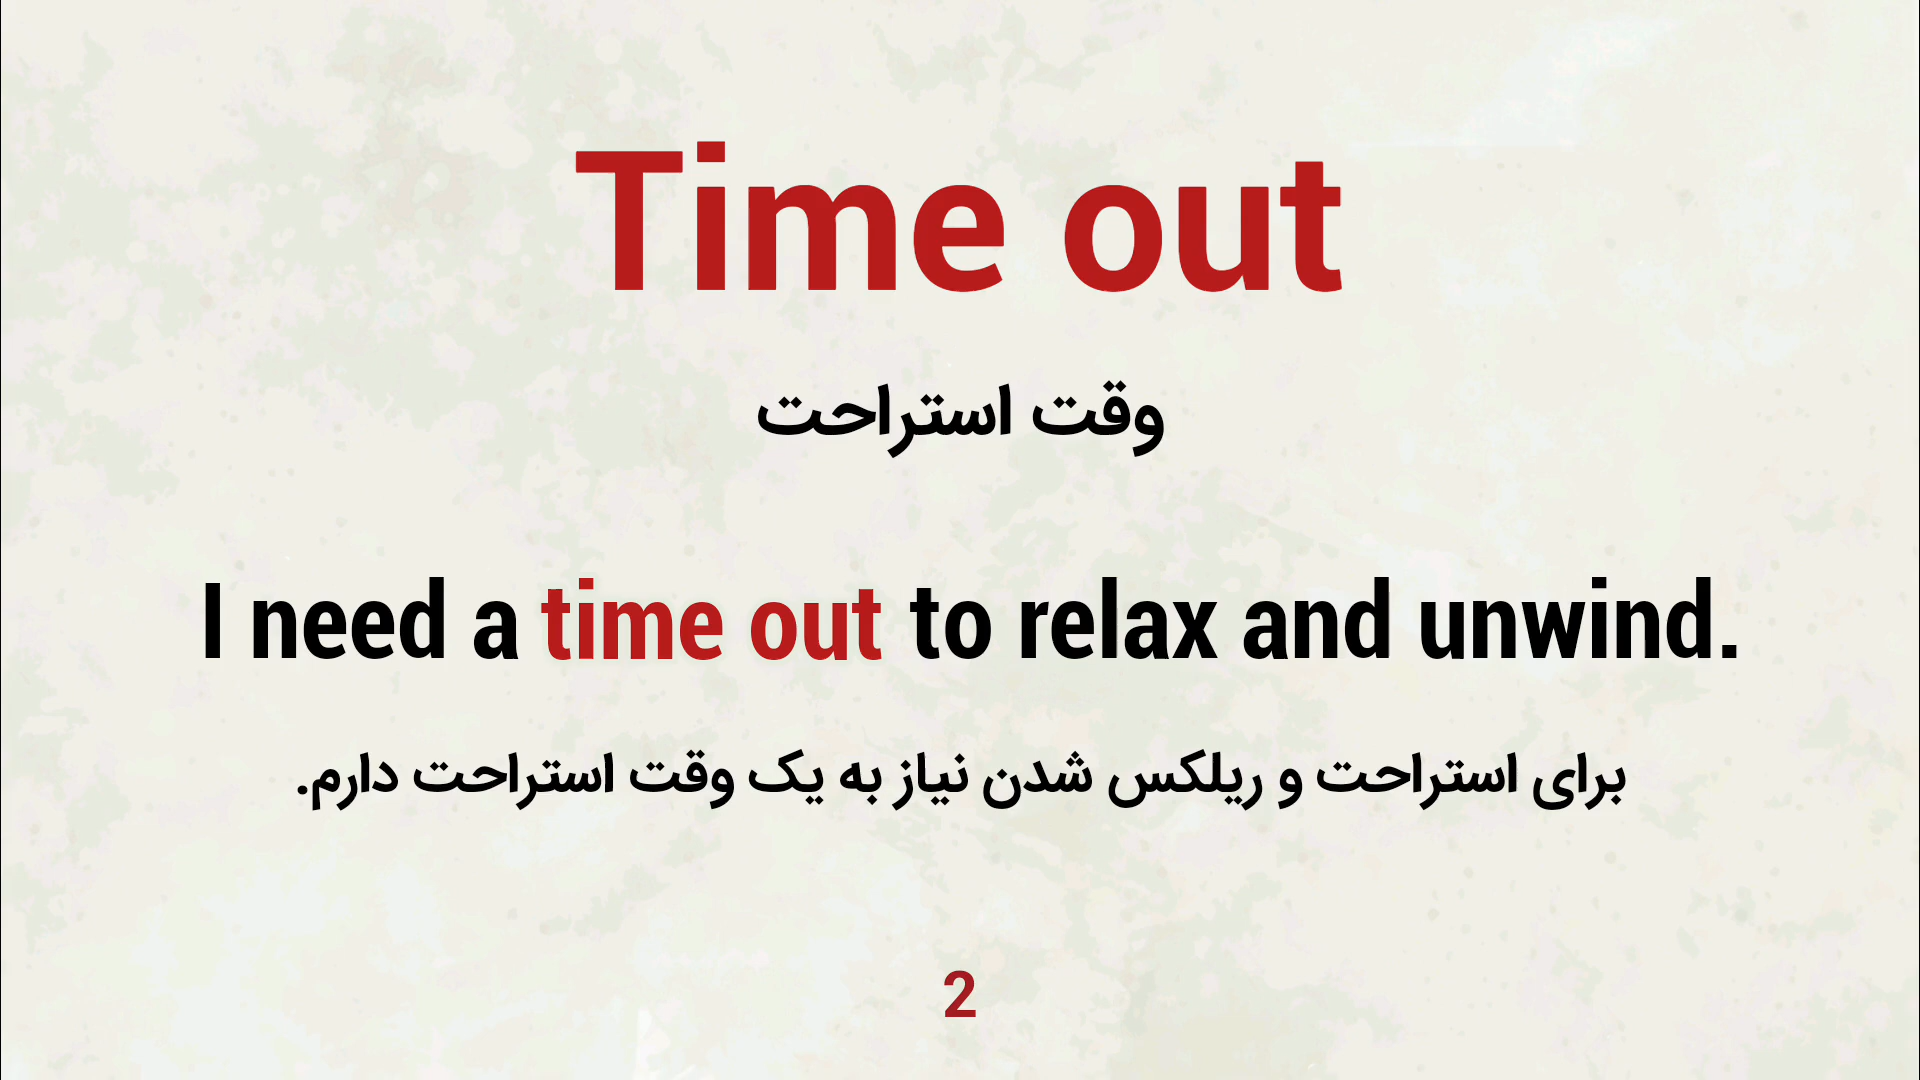 Time out
وقت استراحت
I need a time out to relax and unwind.
برای استراحت و ریلکس شدن نیاز به یک وقت استراحت دارم.
2